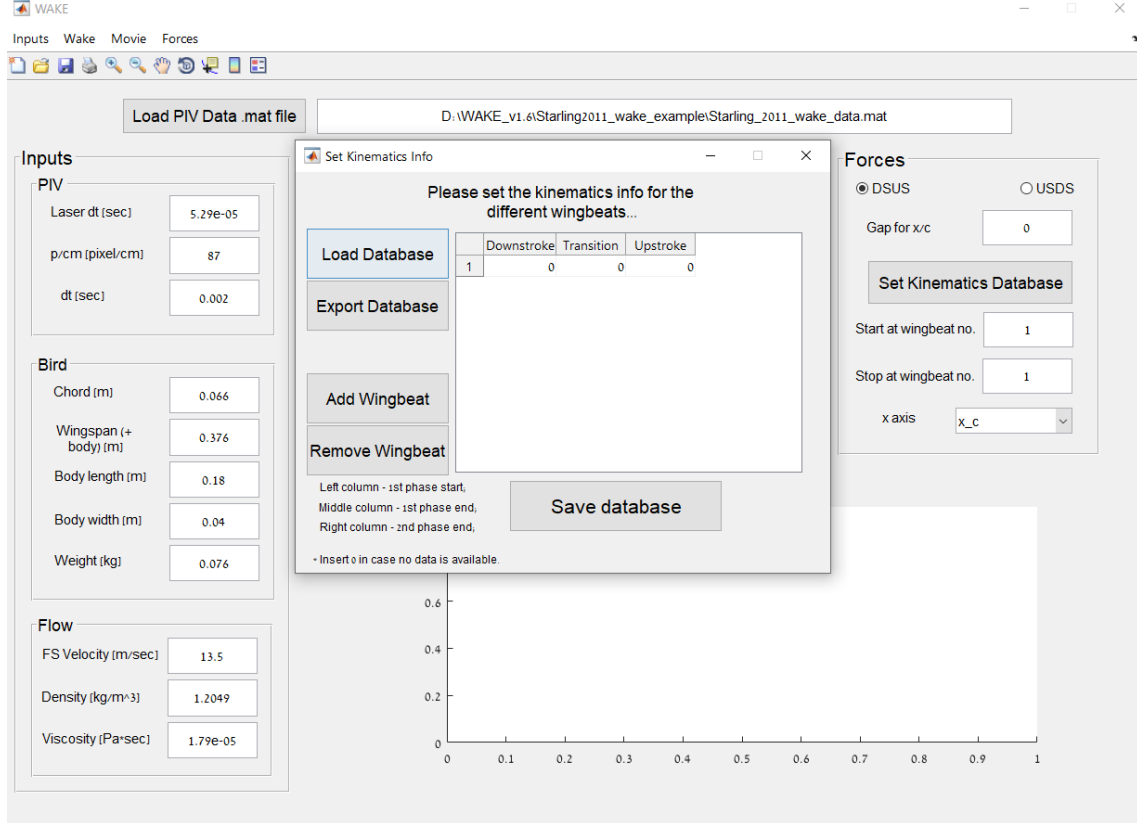 WAKE
Inputs Wake Movie Forces
Load PIV Data .mat file
D:\WAKE_v1.6\Starling2011_wake_example\Starling_2011_wake_data.mat
Inputs
PIV
Laser dt [sec] 5.29e-05
p/cm [pixel/cm] 87
dt [sec] 0.002
Bird
Chord [m] 0.066
Wingspan (+
body) [m] 0.376
Body length [m] 0.18
Body width [m] 0.04
Weight [kg] 0.076
Flow
FS Velocity [m/sec] 13.5
Density [kg/m^3] 1.2049
Viscosity [Pa*sec] 1.79e-05
Set Kinematics Info
Please set the kinematics info for the
different wingbeats...
Load Database
Export Database
Add Wingbeat
Remove Wingbeat
Downstroke Transition Upstroke
1 0 0 0
Left column - 1st phase start;
Middle column - 1st phase end;
Right column - 2nd phase end;
* Insert 0 in case no data is available.
Save database
Forces
DSUS USDS
Gap for x/c 0
Set Kinematics Database
Start at wingbeat no. 1
Stop at wingbeat no. 1
x axis x_c
0.6
0.4
0.2
0
0 0.1 0.2 0.3 0.4 0.5 0.6 0.7 0.8 0.9 1